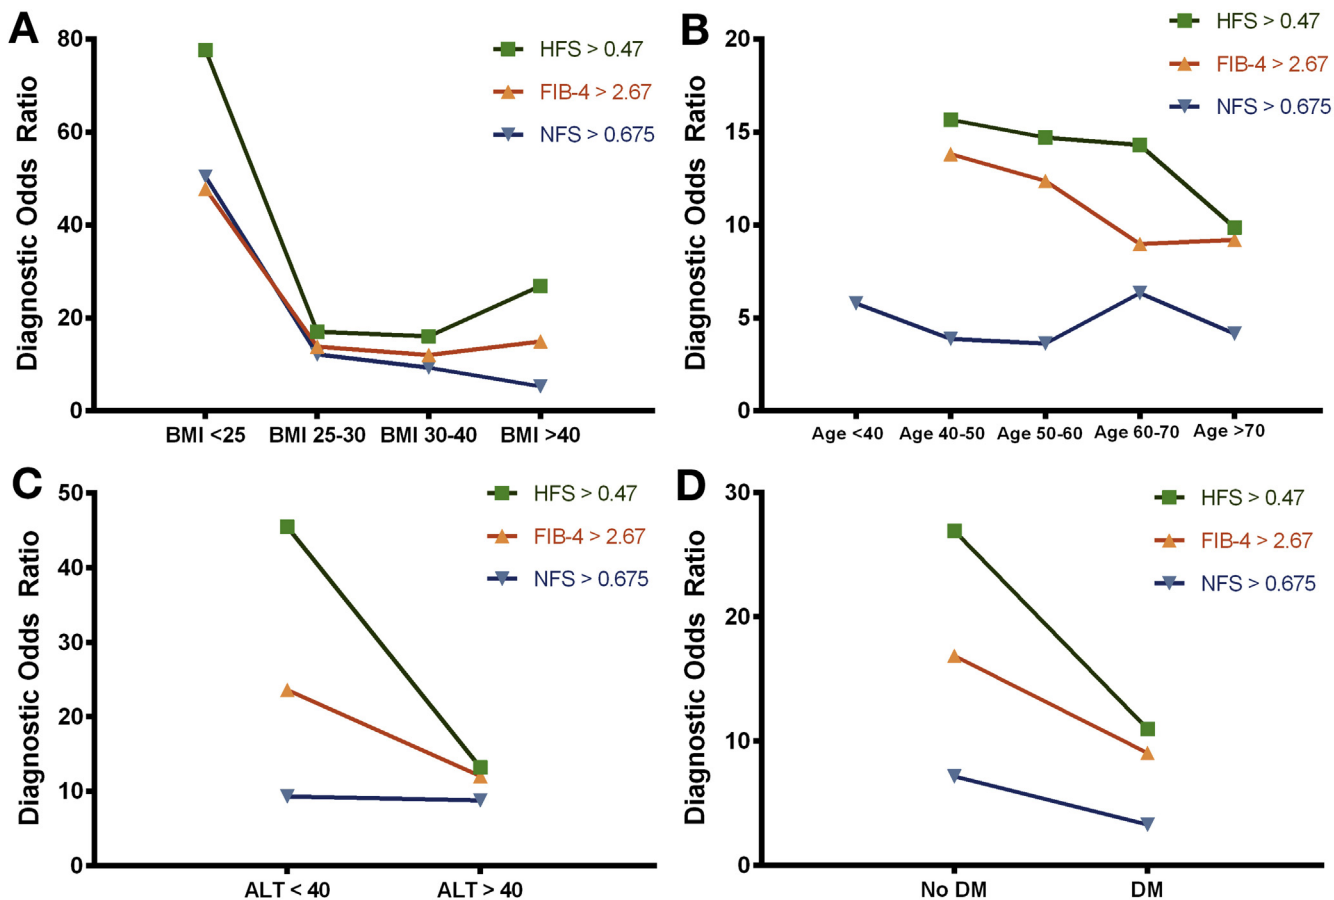 A
Diagnostic Odds Ratio
80
60
40
20
0
HFS > 0.47
FIB-4 > 2.67
NFS > 0.675
BMI <25 BMI 25-30 BMI 30-40 BMI >40
B
Diagnostic Odds Ratio
20
15
10
5
0
HFS > 0.47
FIB-4 > 2.67
NFS > 0.675
Age <40 Age 40-50 Age 50-60 Age 60-70 Age >70
C
Diagnostic Odds Ratio
50
40
30
20
10
0
HFS > 0.47
FIB-4 > 2.67
NFS > 0.675
ALT < 40 ALT > 40
D
Diagnostic Odds Ratio
30
20
10
0
HFS > 0.47
FIB-4 > 2.67
NFS > 0.675
No DM DM